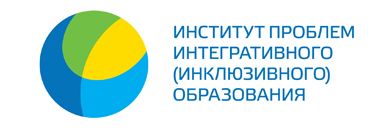 ИНСТИТУТ ПРОБЛЕМ
ИНТЕГРАТИВНОГО
(ИНКЛЮЗИВНОГО)
ОБРАЗОВАНИЯ